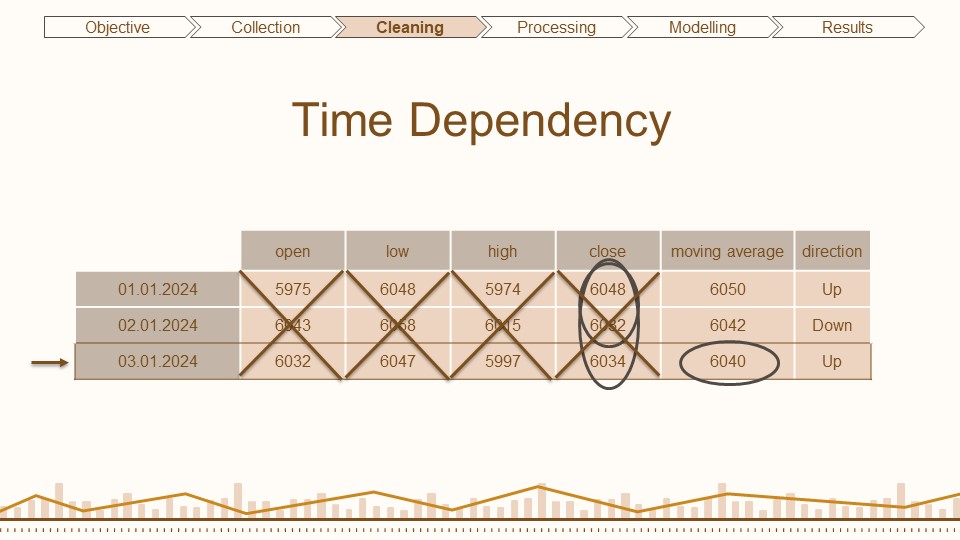 Objective Collection Cleaning Processing Modelling Results
Time Dependency
open low high close moving average direction
01.01.2024 5975 6048 5974 6048 6050 Up
02.01.2024 6043 6058 6015 6032 6042 Down
03.01.2024 6032 6047 5997 6034 6040 Up